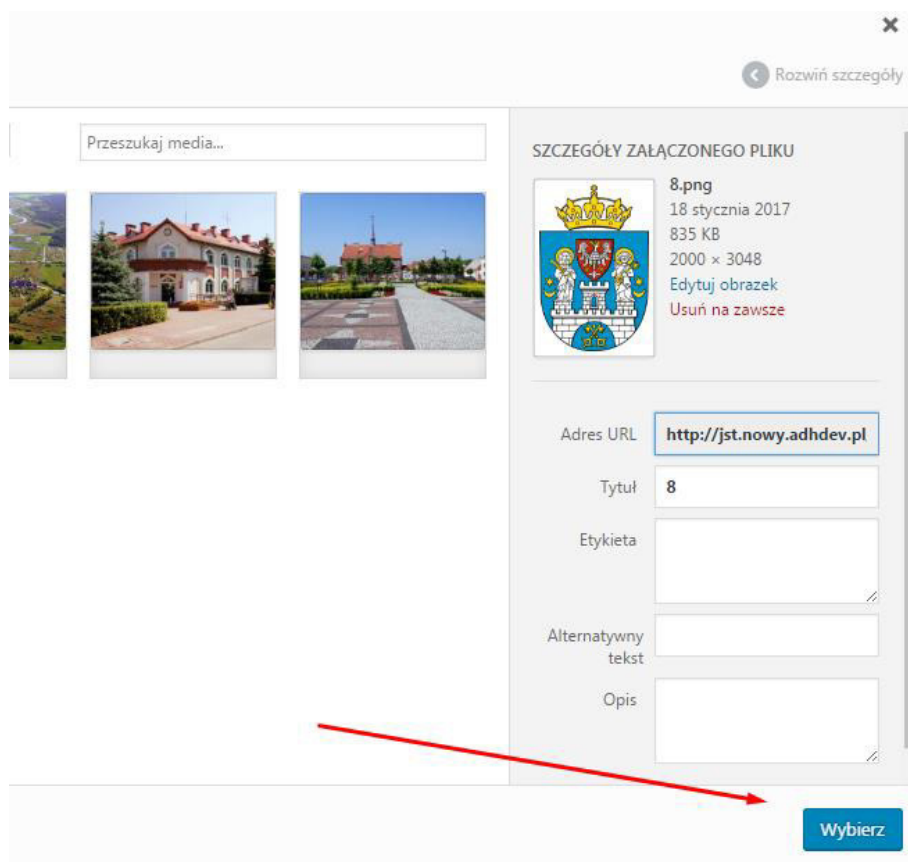 Rozwiń szczegóły
Przeszukaj media...
SZCZEGÓŁY ZAŁĄCZONEGO PLIKU
8.png
18 stycznia 2017
835 KB
2000 × 3048
Edytuj obrazek
Usuń na zawsze
Adres URL http://jst.nowy.adhdev.pl
Tytuł 8
Etykieta
Alternatywny
tekst
Opis
Wybierz